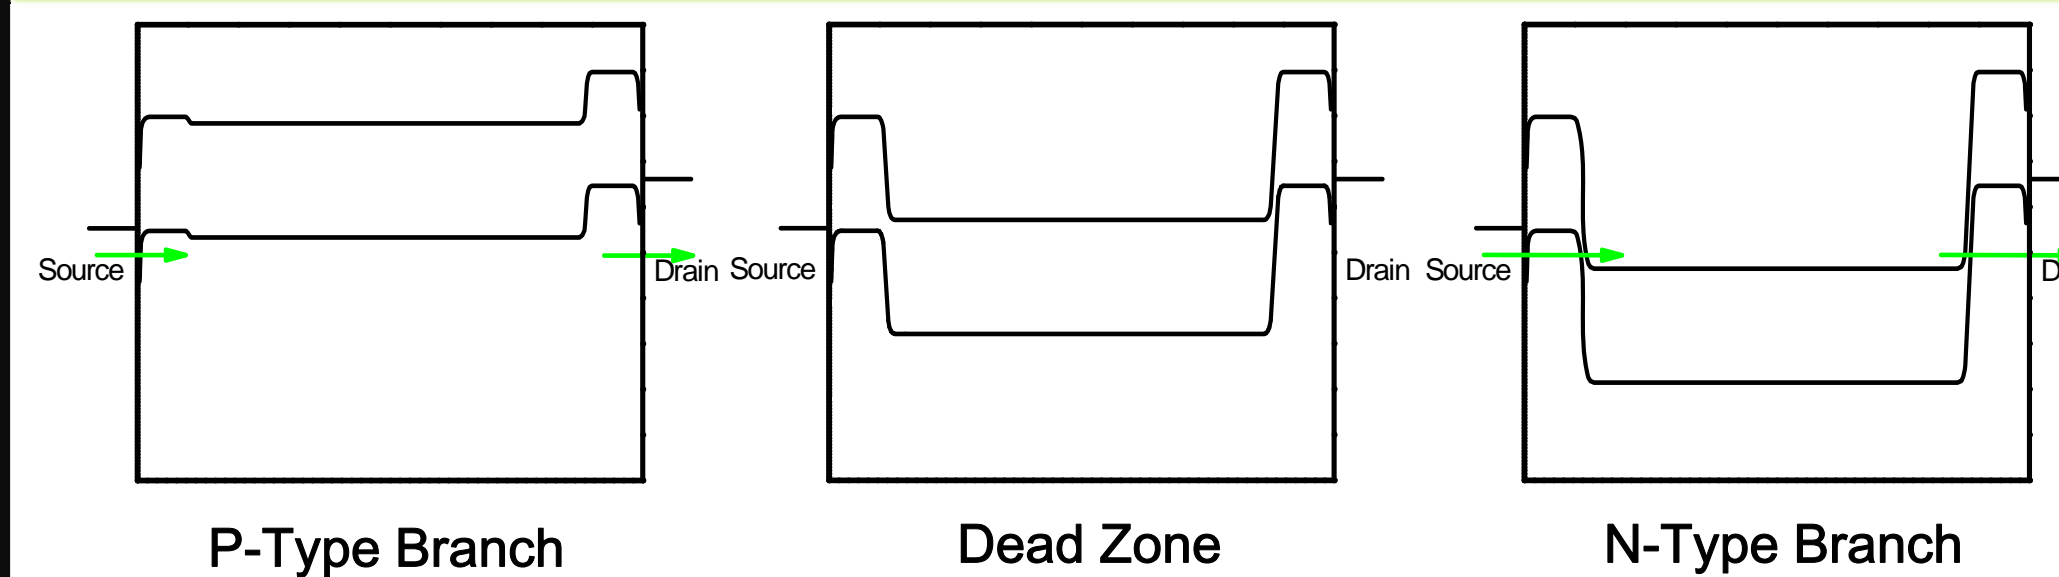 Source
Drain
Source
Drain
Source
D
P-Type Branch
Dead Zone
N-Type Branch